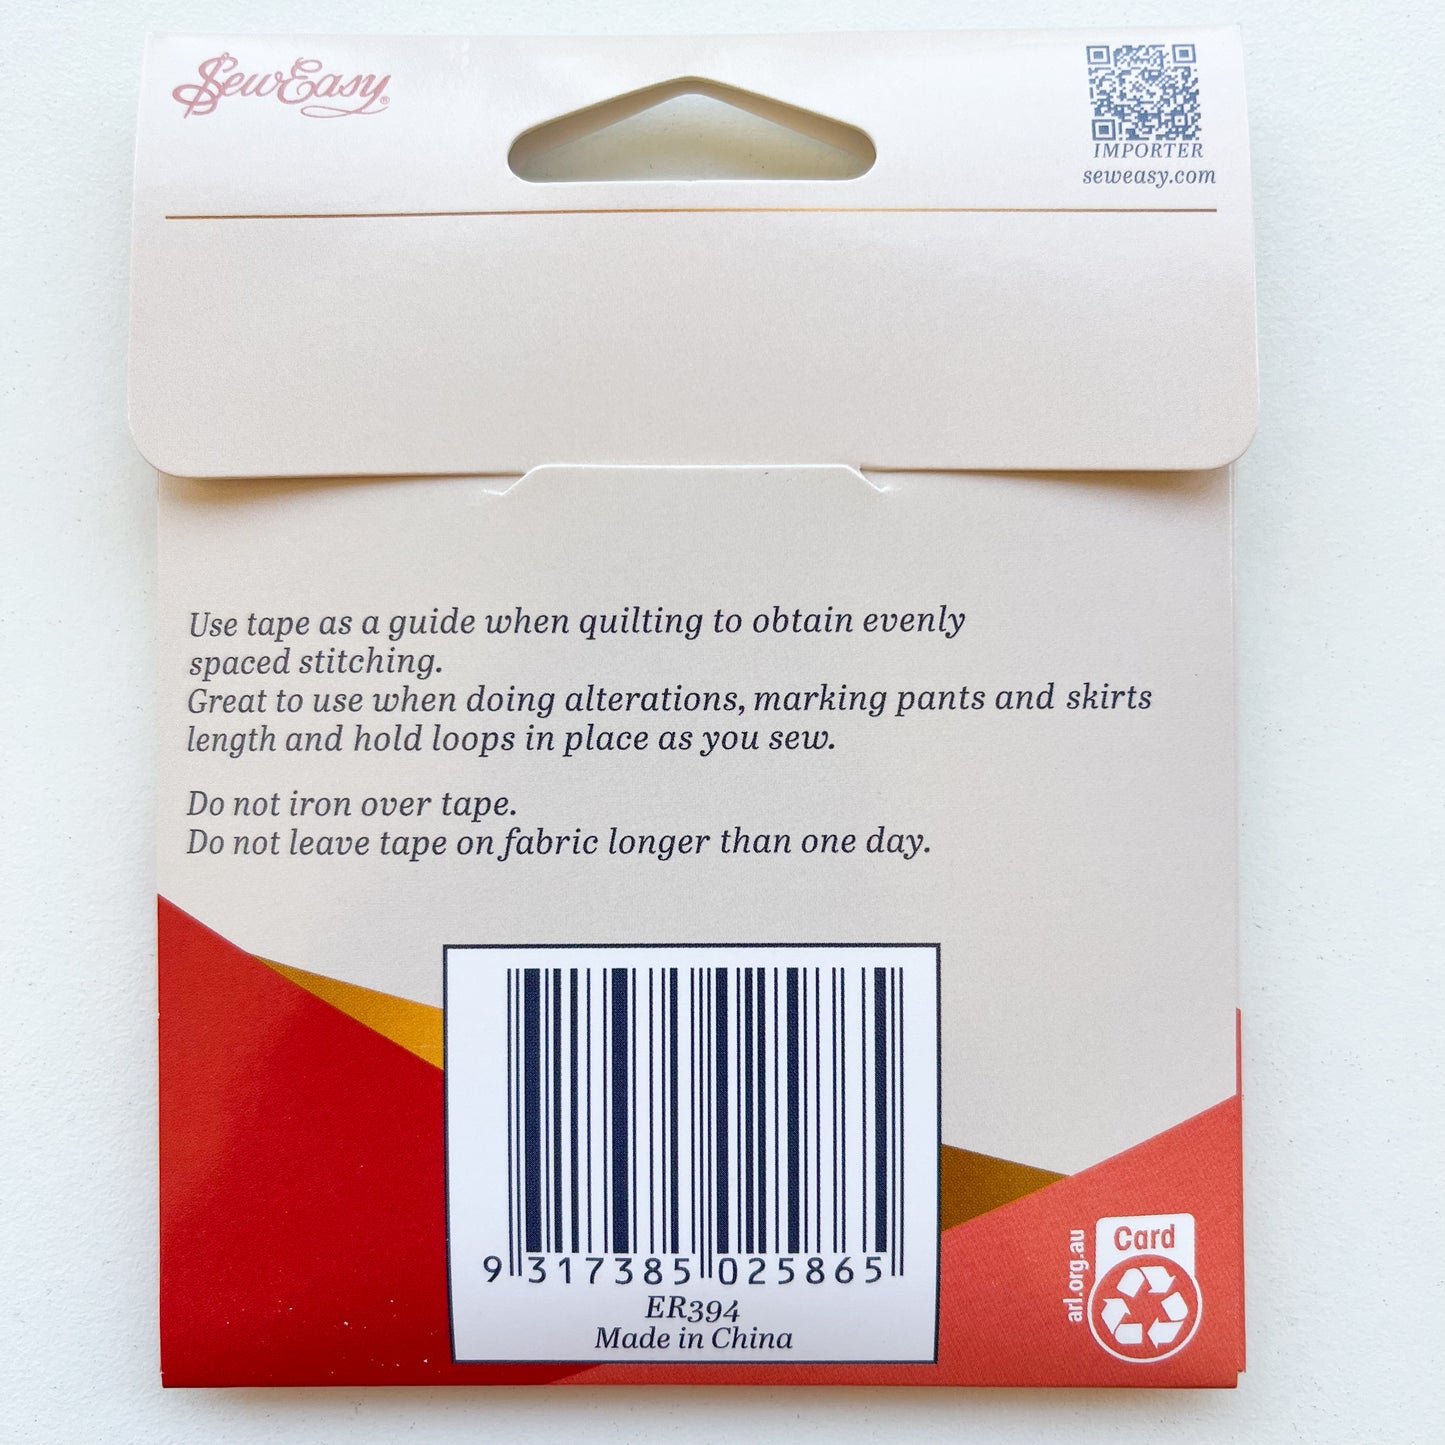 SewEasy®
IMPORTER
seweasy.com
Use tape as a guide when quilting to obtain evenly
spaced stitching.
Great to use when doing alterations, marking pants and skirts
length and hold loops in place as you sew.
Do not iron over tape.
Do not leave tape on fabric longer than one day.
9 317385 025865
ER394
Made in China
arl.org.au
Card